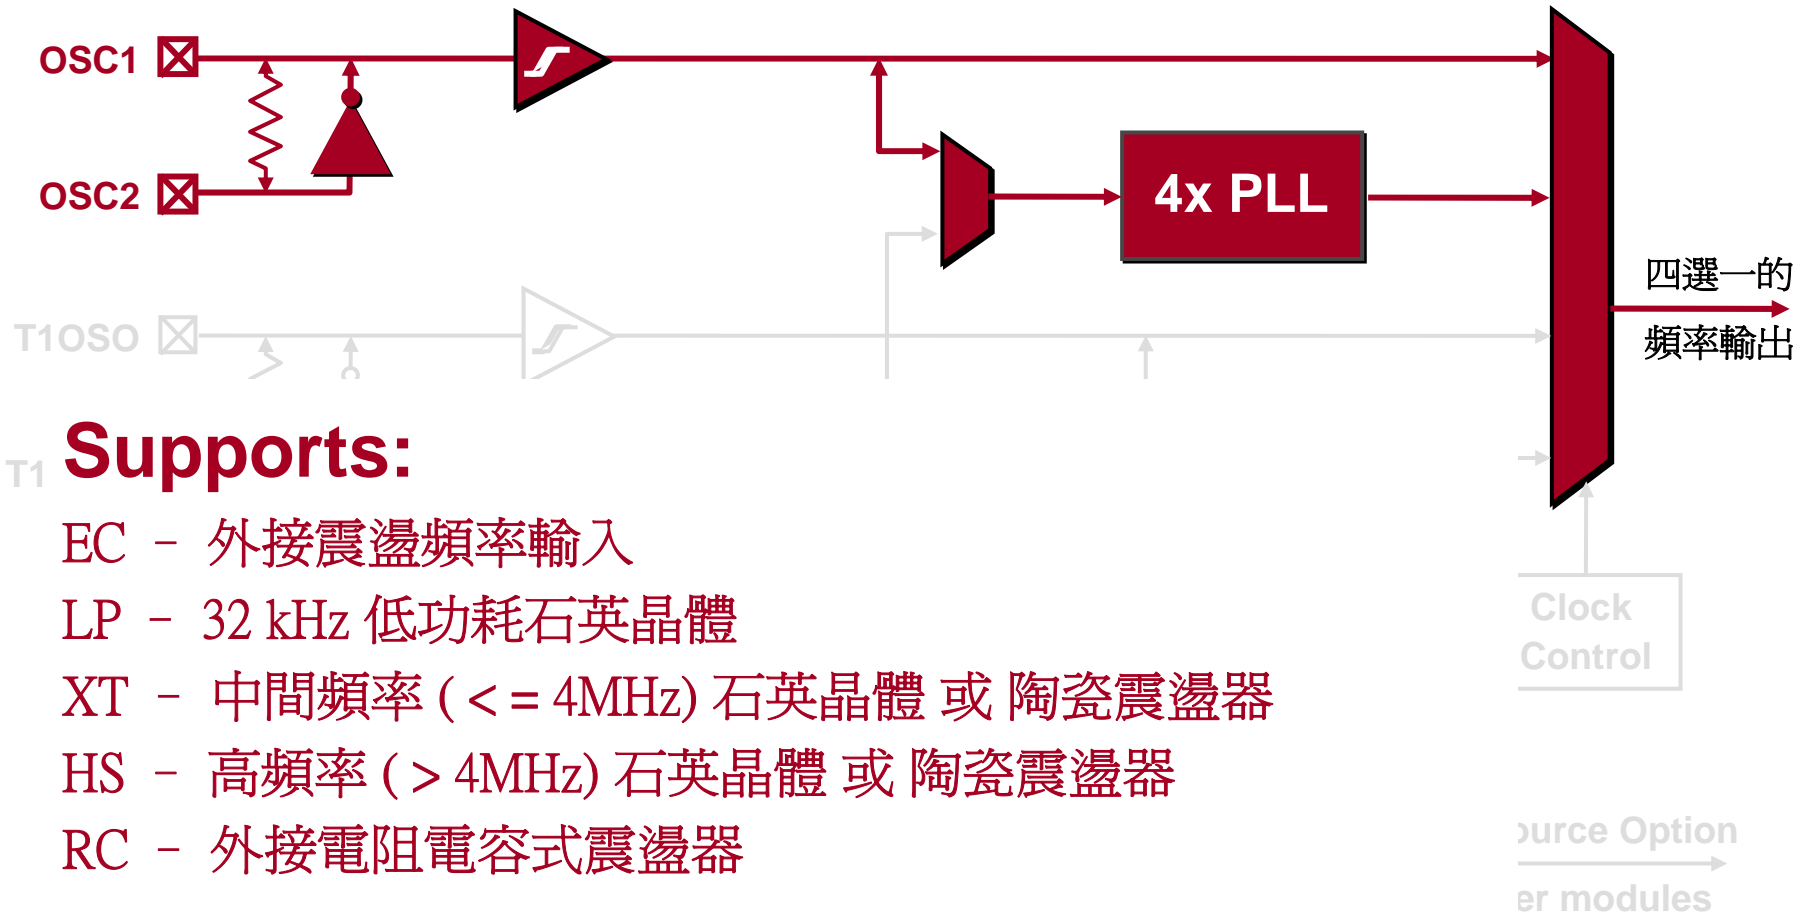 OSC1
OSC2
4x PLL
四選一的
頻率輸出
T1OSO
T1
Supports:
EC – 外接震盪頻率輸入
LP – 32 kHz 低功耗石英晶體
XT – 中間頻率 ( < = 4MHz) 石英晶體 或 陶瓷震盪器
HS – 高頻率 ( > 4MHz) 石英晶體 或 陶瓷震盪器
RC – 外接電阻電容式震盪器
Clock
Control
ource Option
er modules